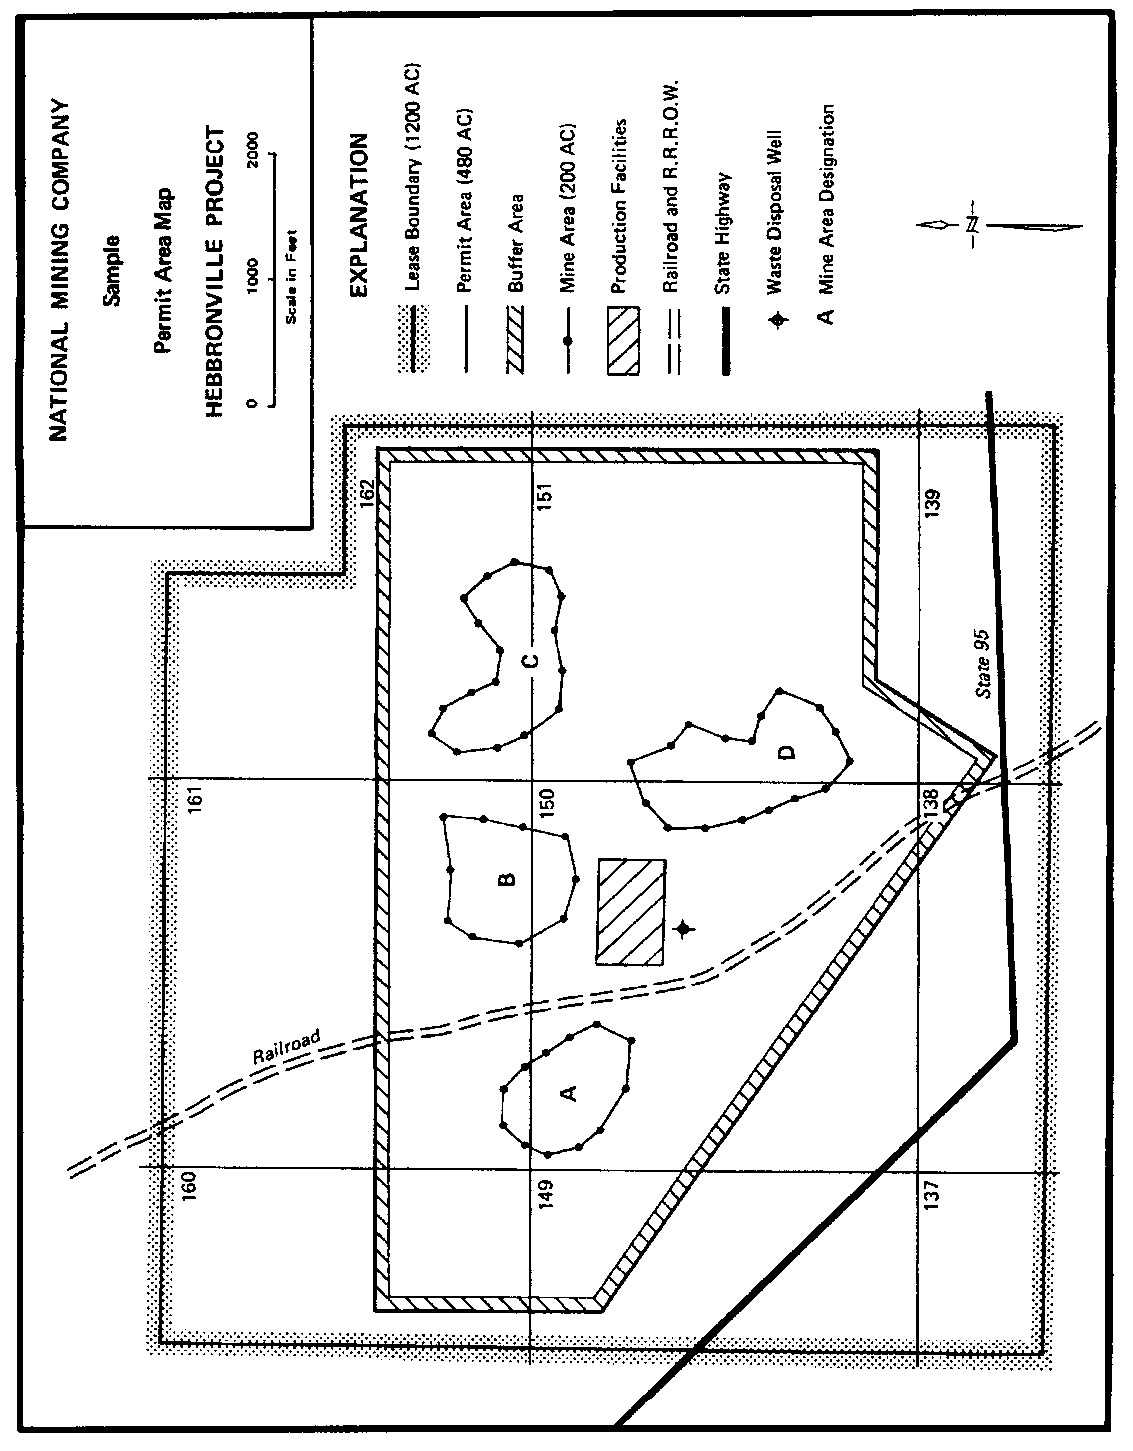 NATIONAL MINING COMPANY
Sample
Permit Area Map
HEBBRONVILLE PROJECT
0 1000 2000
Scale in Feet
EXPLANATION
Lease Boundary (1200 AC)
Permit Area (480 AC)
Buffer Area
Mine Area (200 AC)
Production Facilities
Railroad and R.R.R.O.W.
State Highway
Waste Disposal Well
A Mine Area Designation
N
160
161
162
Railroad
149
150
151
A
B
C
D
137
138
139
State 95